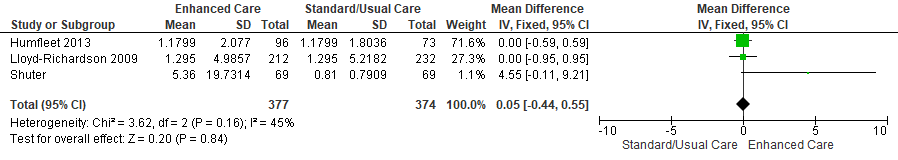 Enhanced Care Standard/Usual Care Mean Difference Mean Difference
Study or Subgroup Mean SD Total Mean SD Total Weight IV, Fixed, 95% CI IV, Fixed, 95% CI
Humfleet 2013 1.1799 2.077 96 1.1799 1.8036 73 71.6% 0.00 [-0.59, 0.59]
Lloyd-Richardson 2009 1.295 4.9857 212 1.295 5.2182 232 27.3% 0.00 [-0.95, 0.95]
Shuter 5.36 19.7314 69 0.81 0.7909 69 1.1% 4.55 [-0.11, 9.21]
Total (95% CI) 377 374 100.0% 0.05 [-0.44, 0.55]
Heterogeneity: Chi² = 3.62, df = 2 (P = 0.16); I² = 45%
Test for overall effect: Z = 0.20 (P = 0.84)
-10 -5 0 5 10
Standard/Usual Care Enhanced Care